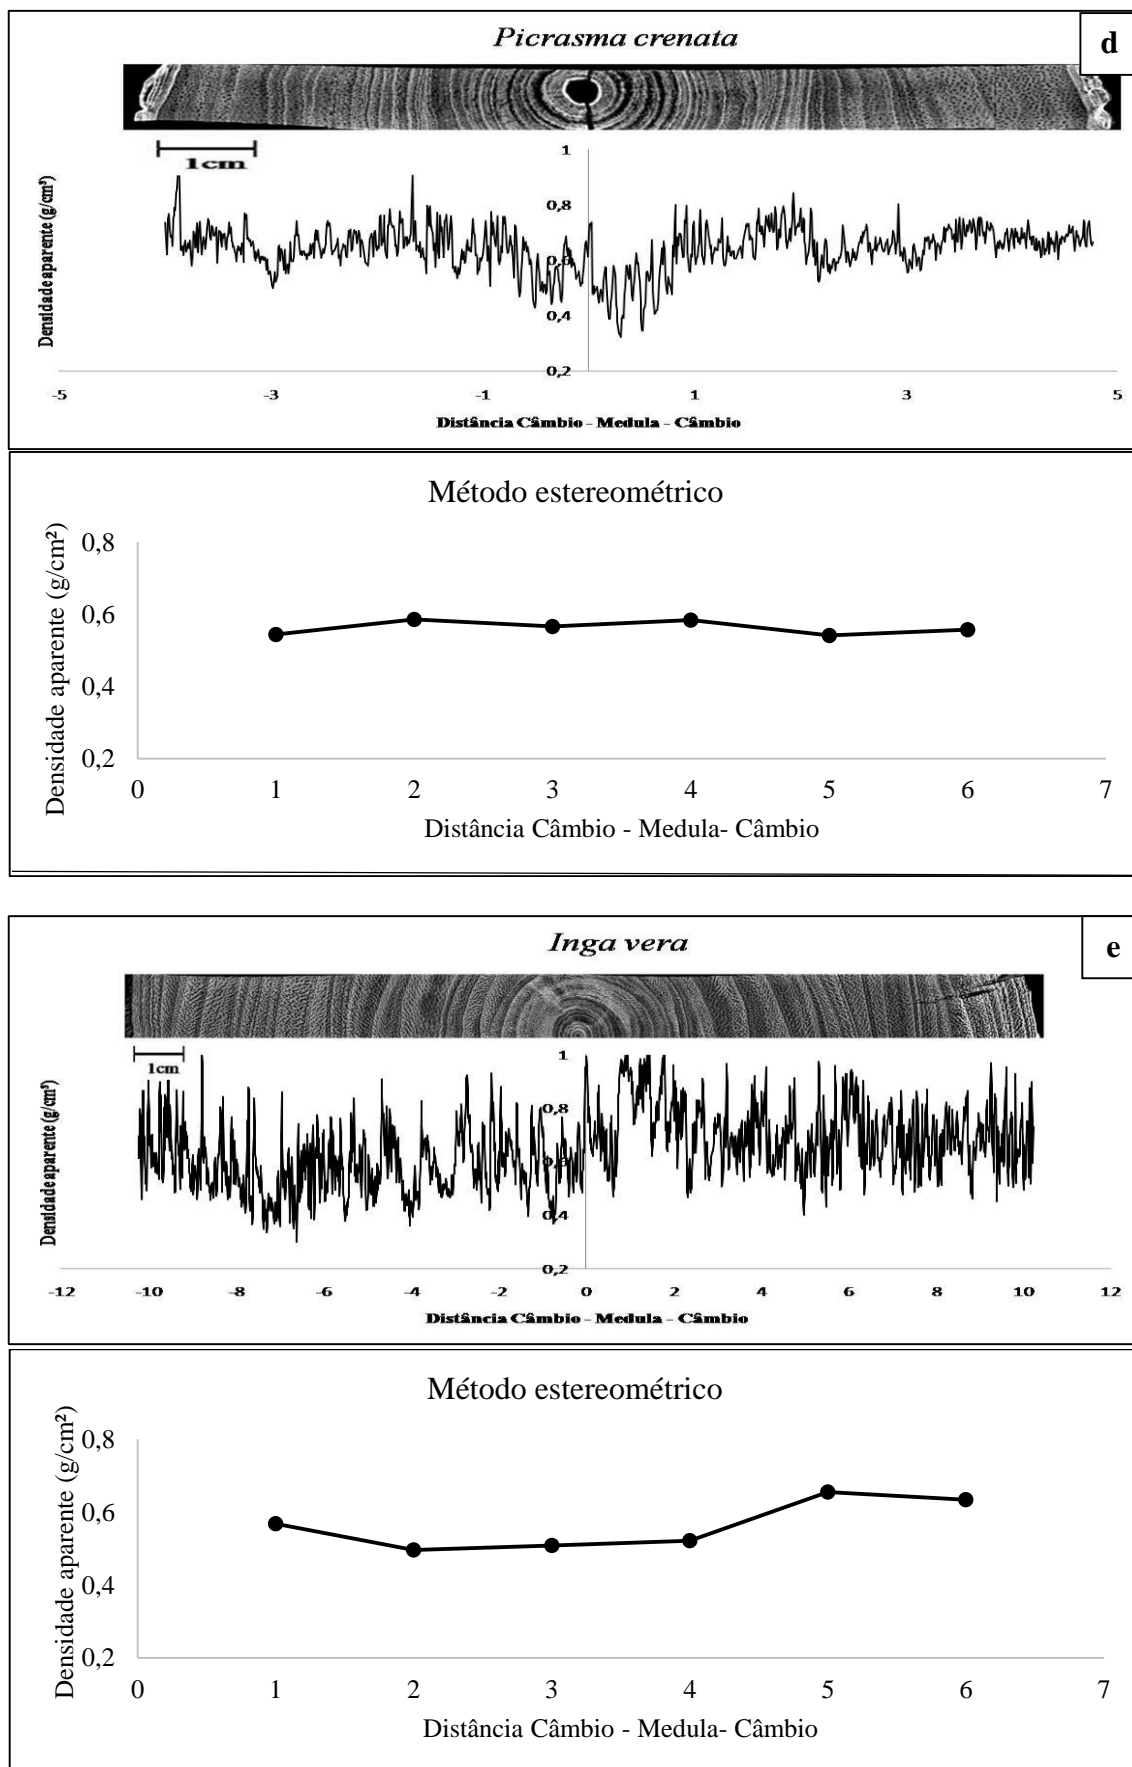 d
Picrasma crenata
1cm
Densidade aparente (g/cm³)
1
0,8
0,6
0,4
0,2
-5 -3 -1 1 3 5
Distância Câmbio - Medula - Câmbio
Método estereométrico
Densidade aparente (g/cm²)
0,8
0,6
0,4
0,2
0 1 2 3 4 5 6 7
Distância Câmbio - Medula- Câmbio
e
Inga vera
1cm
Densidade aparente (g/cm³)
1
0,8
0,6
0,4
0,2
-12 -10 -8 -6 -4 -2 0 2 4 6 8 10 12
Distância Câmbio - Medula - Câmbio
Método estereométrico
Densidade aparente (g/cm²)
0,8
0,6
0,4
0,2
0 1 2 3 4 5 6 7
Distância Câmbio - Medula- Câmbio